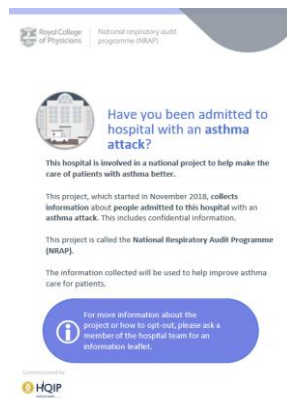 Royal College
of Physicians
National respiratory audit
programme (NRAP)
Have you been admitted to
hospital with an asthma
attack?
This hospital is involved in a national project to help make the
care of patients with asthma better.
This project, which started in November 2018, collects
information about people admitted to this hospital with an
asthma attack. This includes confidential information.
This project is called the National Respiratory Audit Programme
(NRAP).
The information collected will be used to help improve asthma
care for patients.
For more information about the
project or how to opt-out, please ask a
member of the hospital team for an
information leaflet.
Commissioned by
HQIP